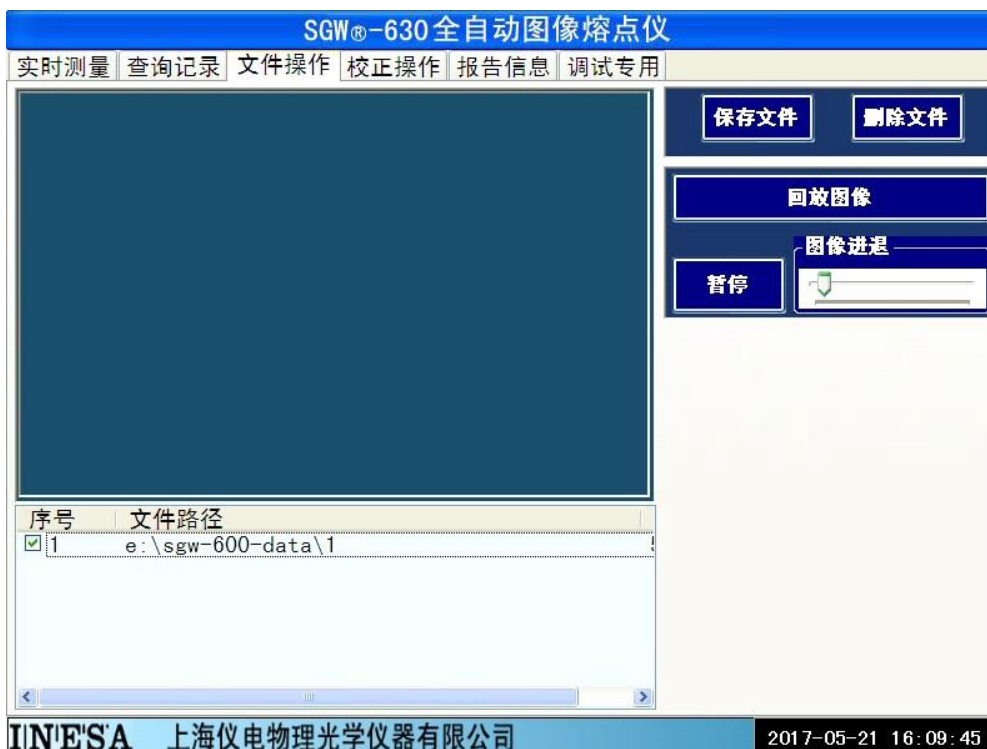 SGW®-630全自动图像熔点仪
实时测量 查询记录 文件操作 校正操作 报告信息 调试专用
保存文件 删除文件
回放图像
图像进退
暂停
序号 文件路径
1 e:\sgw-600-data\1
INESA 上海仪电物理光学仪器有限公司 2017-05-21 16:09:45